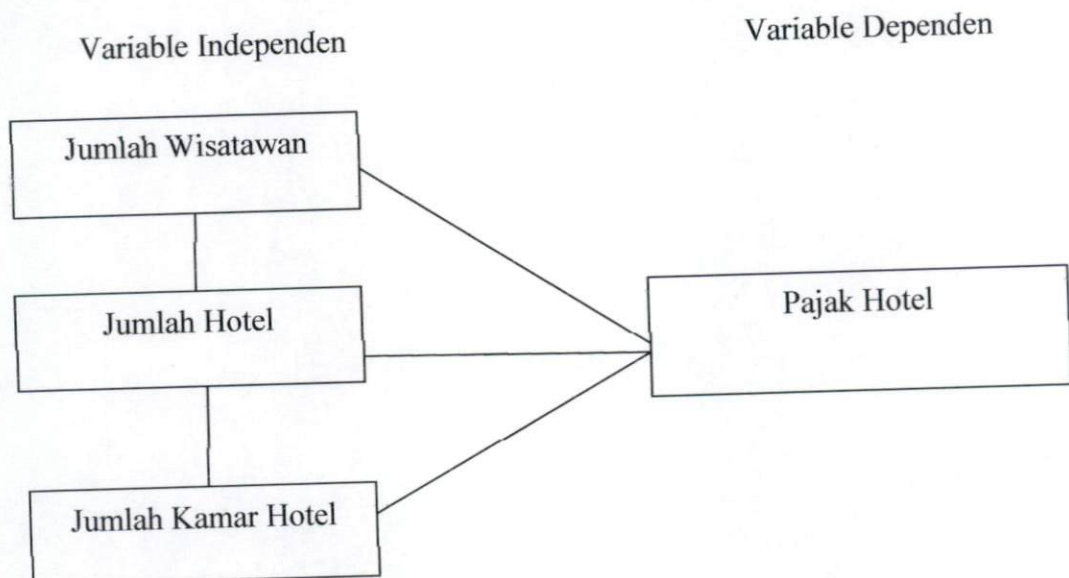 Variable Independen
Variable Dependen
Jumlah Wisatawan
Jumlah Hotel
Pajak Hotel
Jumlah Kamar Hotel